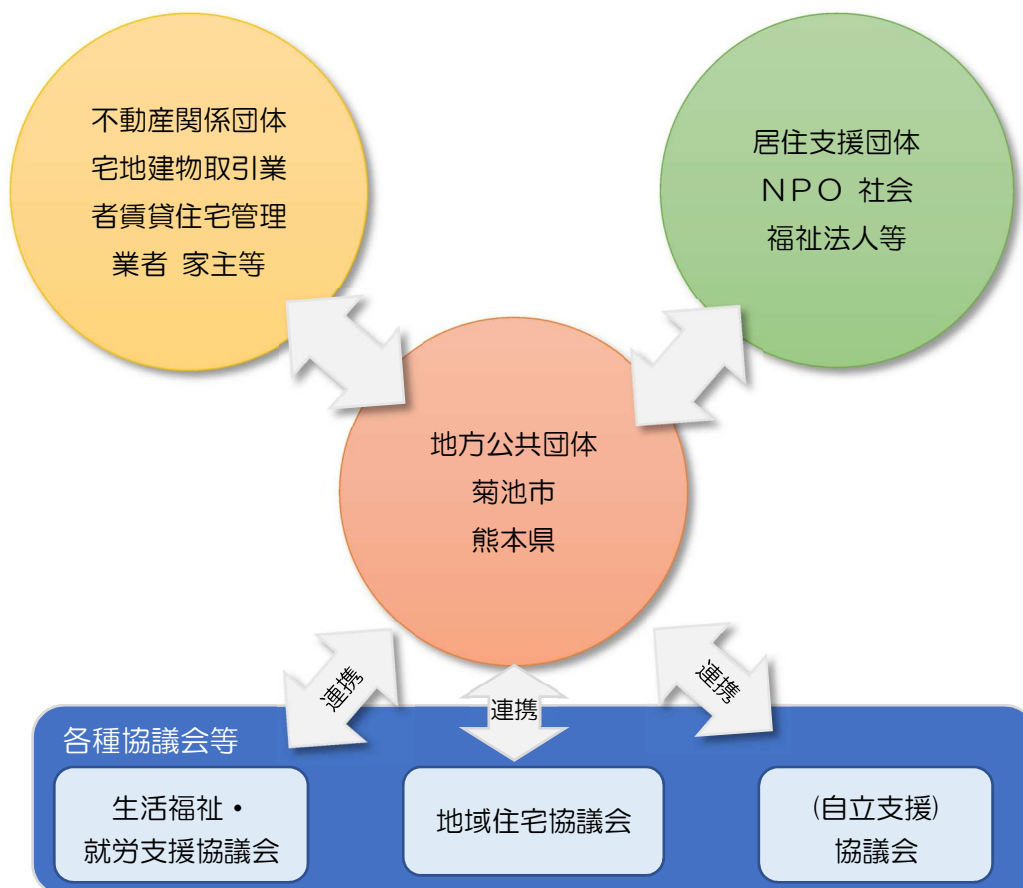 不動産関係団体
宅地建物取引業
者賃貸住宅管理
業者 家主等
居住支援団体
ＮＰＯ 社会
福祉法人等
地方公共団体
菊池市
熊本県
連携
連携
連携
各種協議会等
生活福祉・
就労支援協議会
地域住宅協議会
(自立支援)
協議会